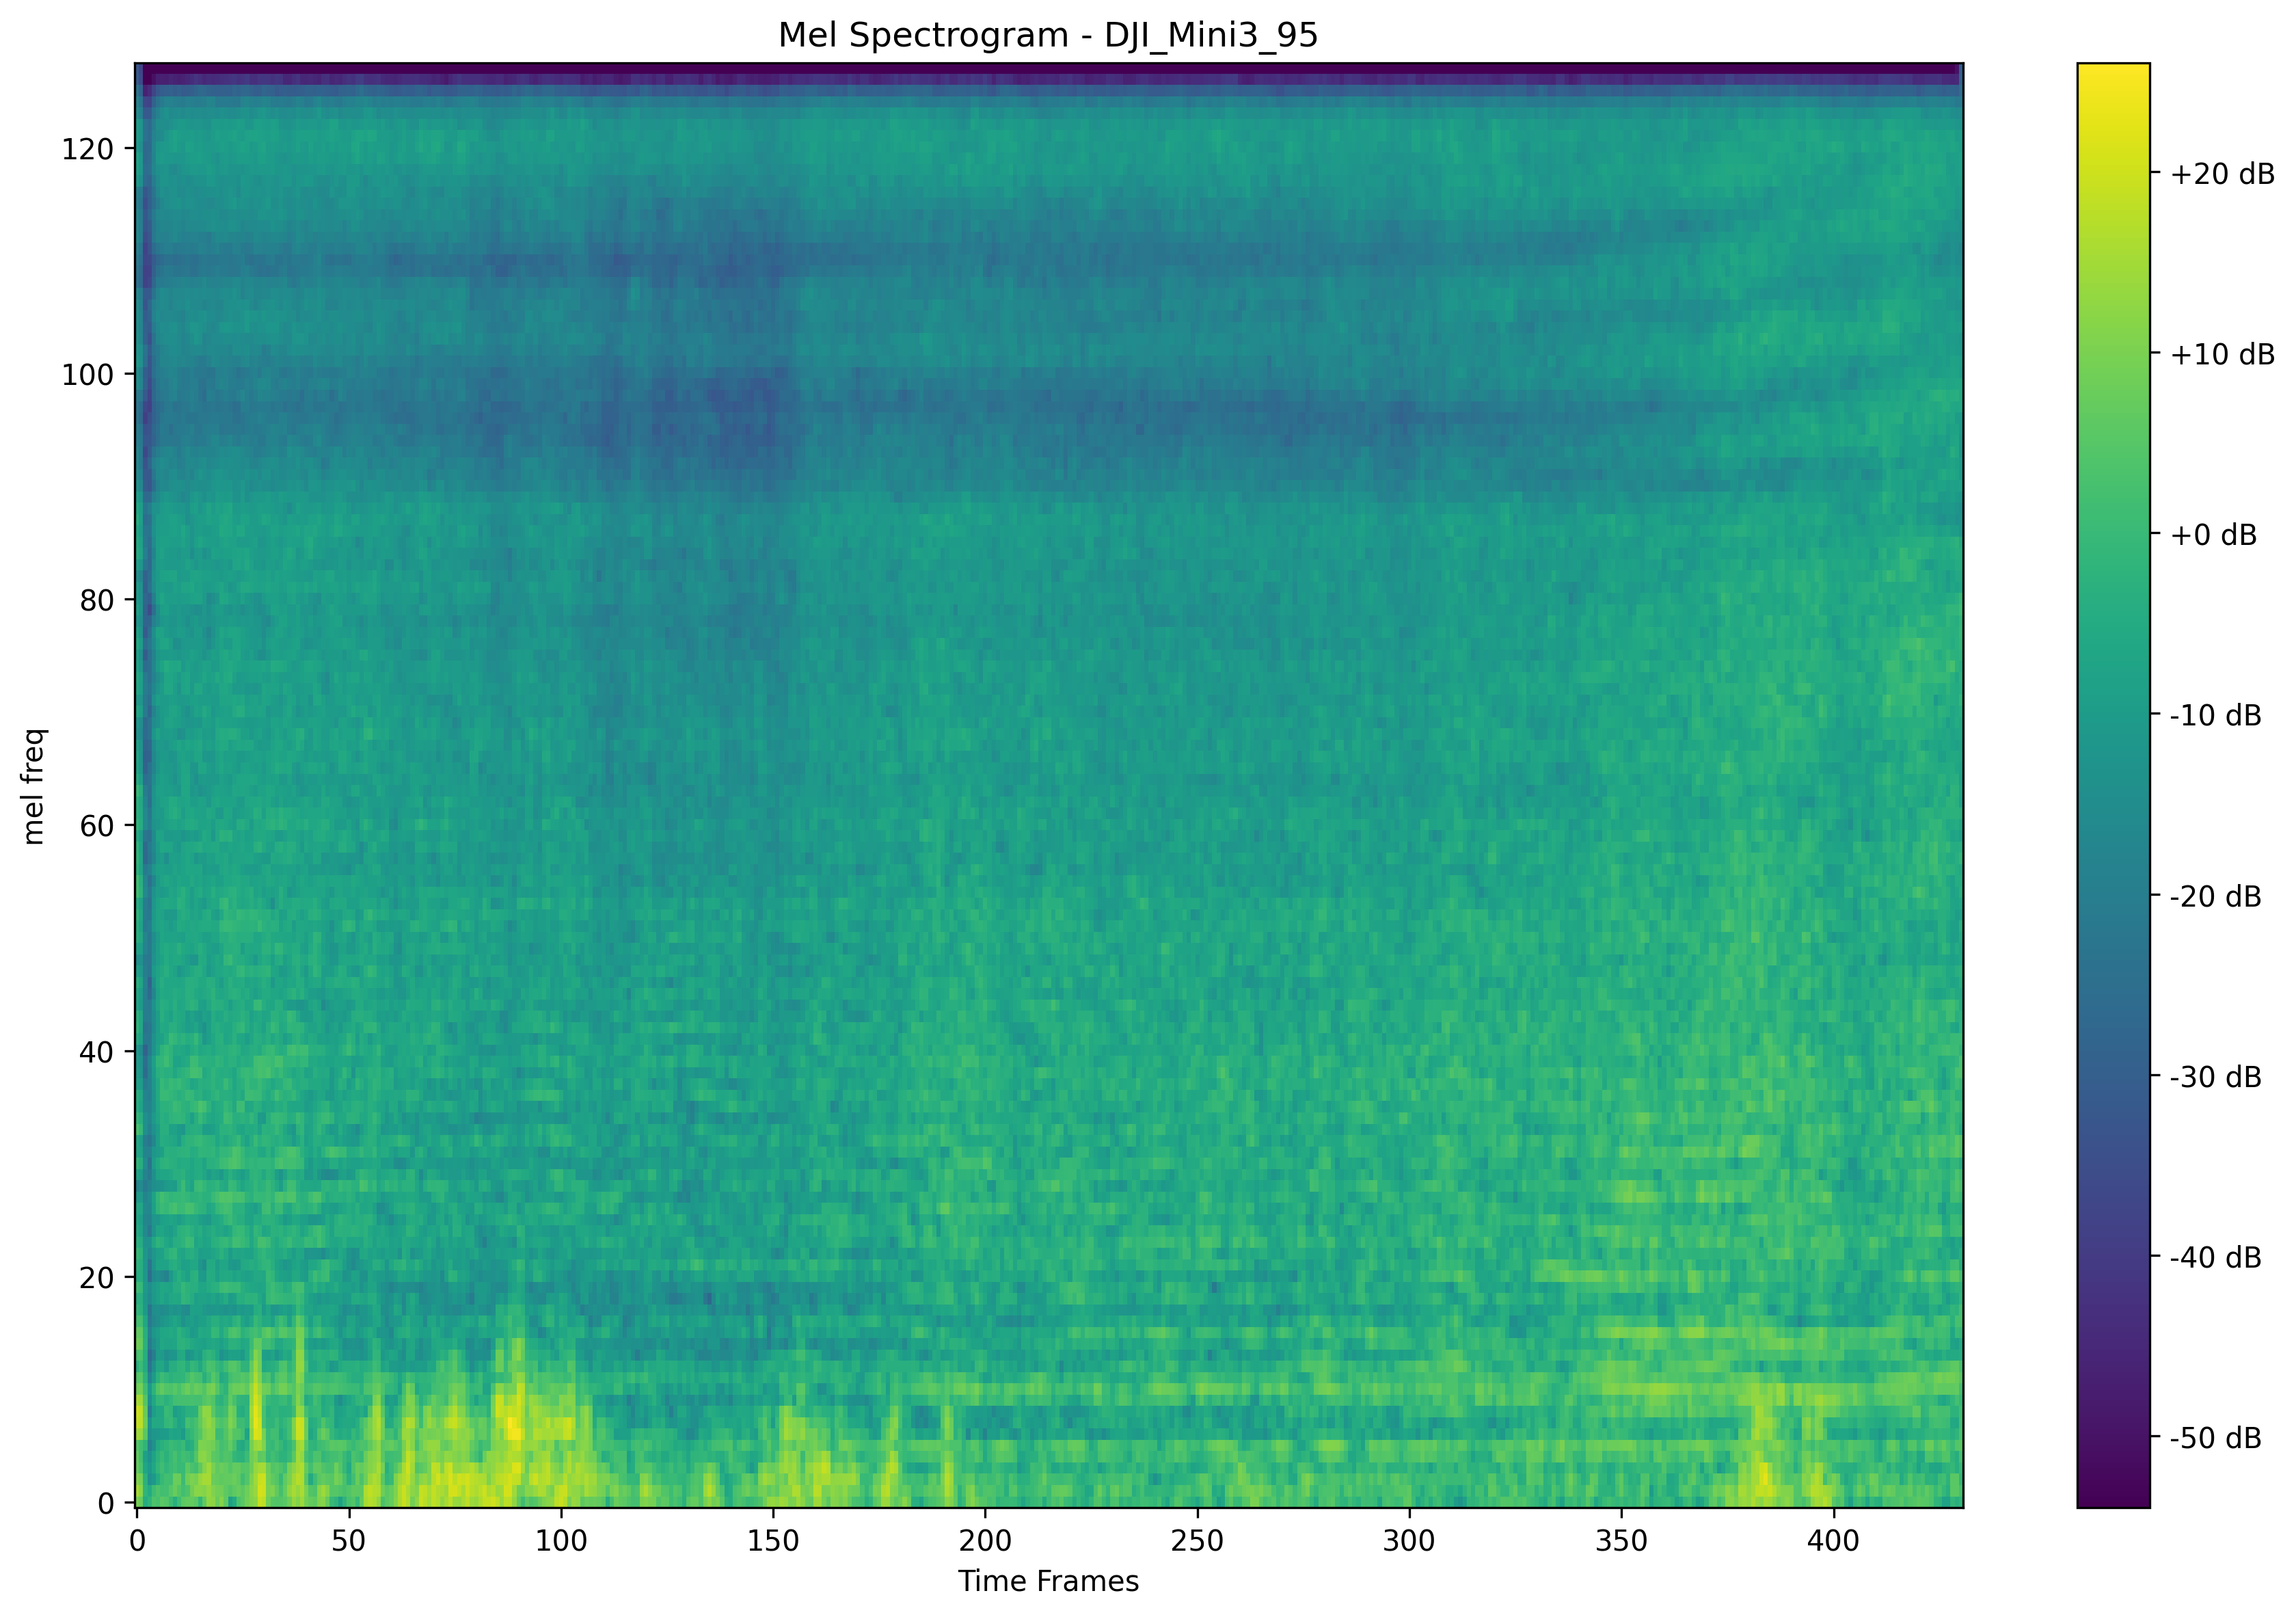 Mel Spectrogram - DJI_Mini3_95
mel freq
120
100
80
60
40
20
0
0 50 100 150 200 250 300 350 400
Time Frames
+20 dB
+10 dB
+0 dB
-10 dB
-20 dB
-30 dB
-40 dB
-50 dB